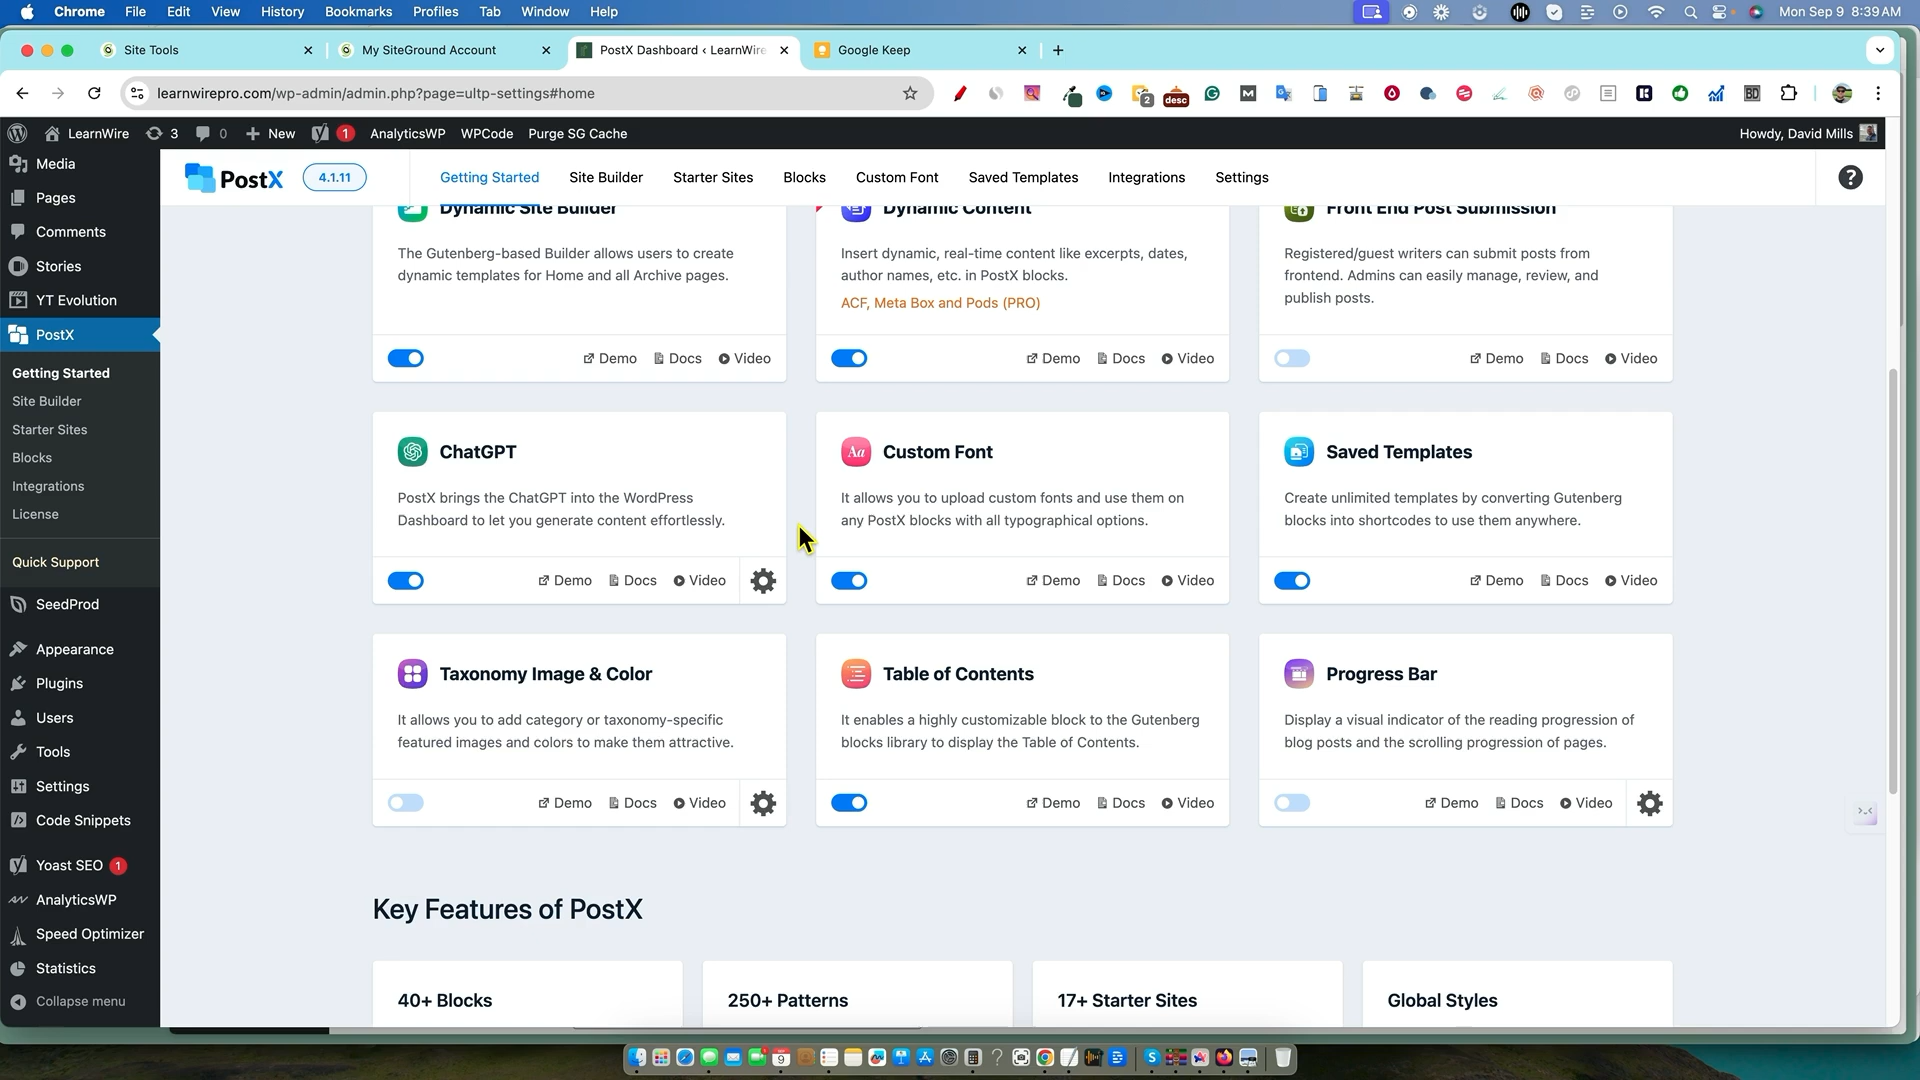 Chrome File Edit View History Bookmarks Profiles Tab Window Help Mon Sep 9 8:39 AM
Site Tools My SiteGround Account PostX Dashboard ‹ LearnWire Google Keep
learnwirepro.com/wp-admin/admin.php?page=ultp-settings#home
2 desc M BD
LearnWire 3 0 New 1 AnalyticsWP WPCode Purge SG Cache Howdy, David Mills
Media
Pages
Comments
Stories
YT Evolution
PostX
Getting Started
Site Builder
Starter Sites
Blocks
Integrations
License
Quick Support
SeedProd
Appearance
Plugins
Users
Tools
Settings
Code Snippets
Yoast SEO 1
AnalyticsWP
Speed Optimizer
Statistics
Collapse menu
PostX 4.1.11 Getting Started Site Builder Starter Sites Blocks Custom Font Saved Templates Integrations Settings ?
Dynamic Site Builder
The Gutenberg-based Builder allows users to create
dynamic templates for Home and all Archive pages.
Demo Docs Video
Dynamic Content
Insert dynamic, real-time content like excerpts, dates,
author names, etc. in PostX blocks.
ACF, Meta Box and Pods (PRO)
Demo Docs Video
Front End Post Submission
Registered/guest writers can submit posts from
frontend. Admins can easily manage, review, and
publish posts.
Demo Docs Video
ChatGPT
PostX brings the ChatGPT into the WordPress
Dashboard to let you generate content effortlessly.
Demo Docs Video
Aa Custom Font
It allows you to upload custom fonts and use them on
any PostX blocks with all typographical options.
Demo Docs Video
Saved Templates
Create unlimited templates by converting Gutenberg
blocks into shortcodes to use them anywhere.
Demo Docs Video
Taxonomy Image & Color
It allows you to add category or taxonomy-specific
featured images and colors to make them attractive.
Demo Docs Video
Table of Contents
It enables a highly customizable block to the Gutenberg
blocks library to display the Table of Contents.
Demo Docs Video
Progress Bar
Display a visual indicator of the reading progression of
blog posts and the scrolling progression of pages.
Demo Docs Video
Key Features of PostX
40+ Blocks 250+ Patterns 17+ Starter Sites Global Styles